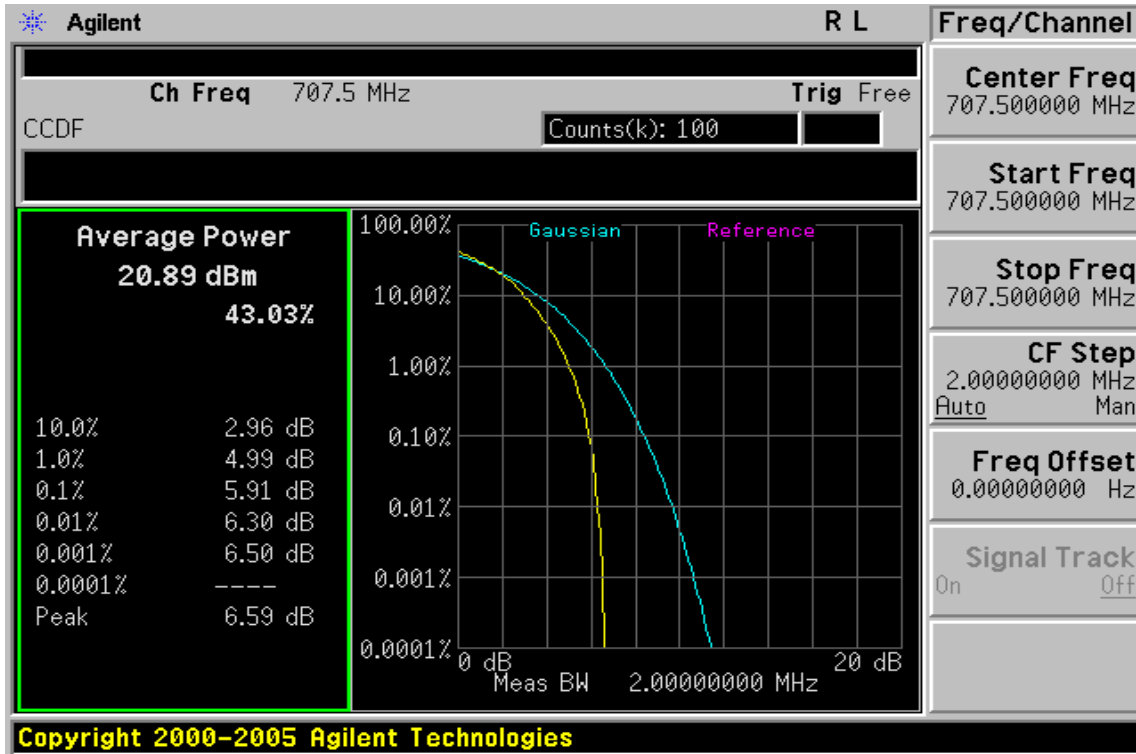 Agilent R L
Ch Freq 707.5 MHz Trig Free
CCDF Counts(k): 100
Average Power
20.89 dBm
43.03%
10.0% 2.96 dB
1.0% 4.99 dB
0.1% 5.91 dB
0.01% 6.30 dB
0.001% 6.50 dB
0.0001% ----
Peak 6.59 dB
Gaussian Reference
100.00%
10.00%
1.00%
0.10%
0.01%
0.001%
0.0001%
0 dB 20 dB
Meas BW 2.00000000 MHz
Freq/Channel
Center Freq
707.500000 MHz
Start Freq
707.500000 MHz
Stop Freq
707.500000 MHz
CF Step
2.00000000 MHz
Auto Man
Freq Offset
0.00000000 Hz
Signal Track
On Off
Copyright 2000-2005 Agilent Technologies